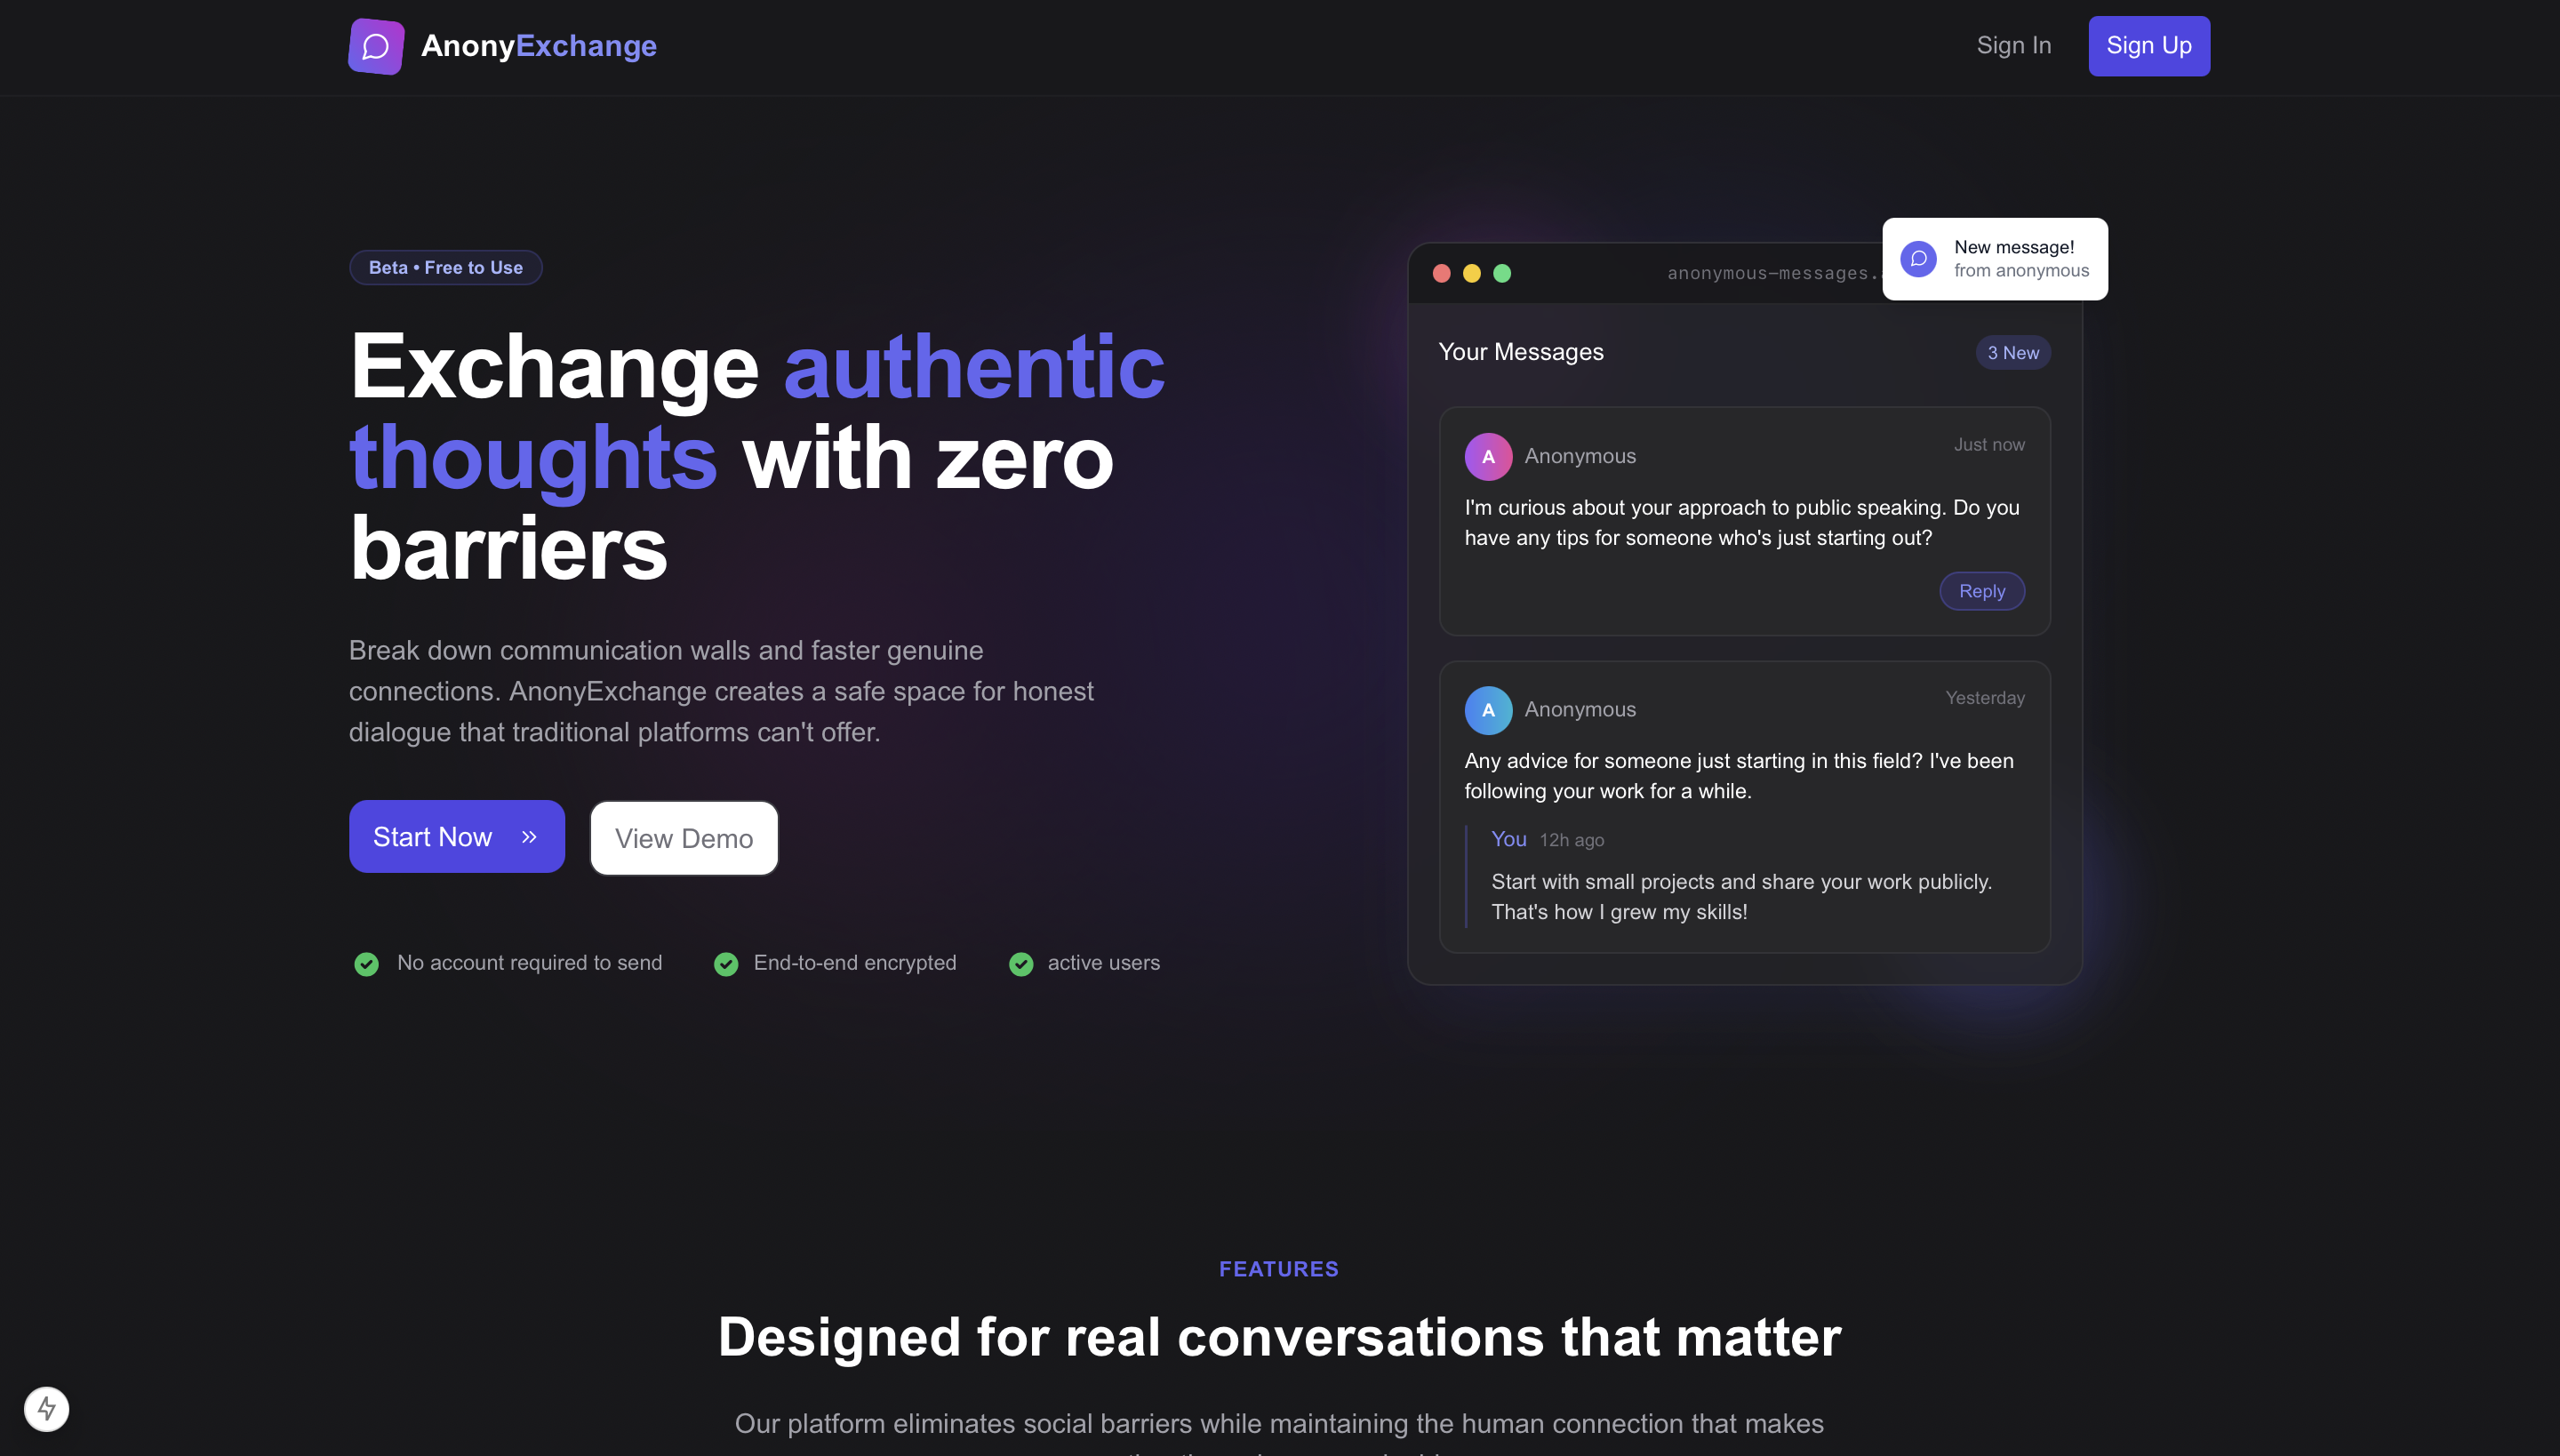 AnonyExchange
Sign In
Sign Up
Beta • Free to Use
Exchange authentic
thoughts with zero
barriers
Break down communication walls and faster genuine
connections. AnonyExchange creates a safe space for honest
dialogue that traditional platforms can't offer.
Start Now
View Demo
No account required to send
End-to-end encrypted
active users
anonymous-messages.
New message!
from anonymous
Your Messages
3 New
A
Anonymous
Just now
I'm curious about your approach to public speaking. Do you
have any tips for someone who's just starting out?
Reply
A
Anonymous
Yesterday
Any advice for someone just starting in this field? I've been
following your work for a while.
You 12h ago
Start with small projects and share your work publicly.
That's how I grew my skills!
FEATURES
Designed for real conversations that matter
Our platform eliminates social barriers while maintaining the human connection that makes